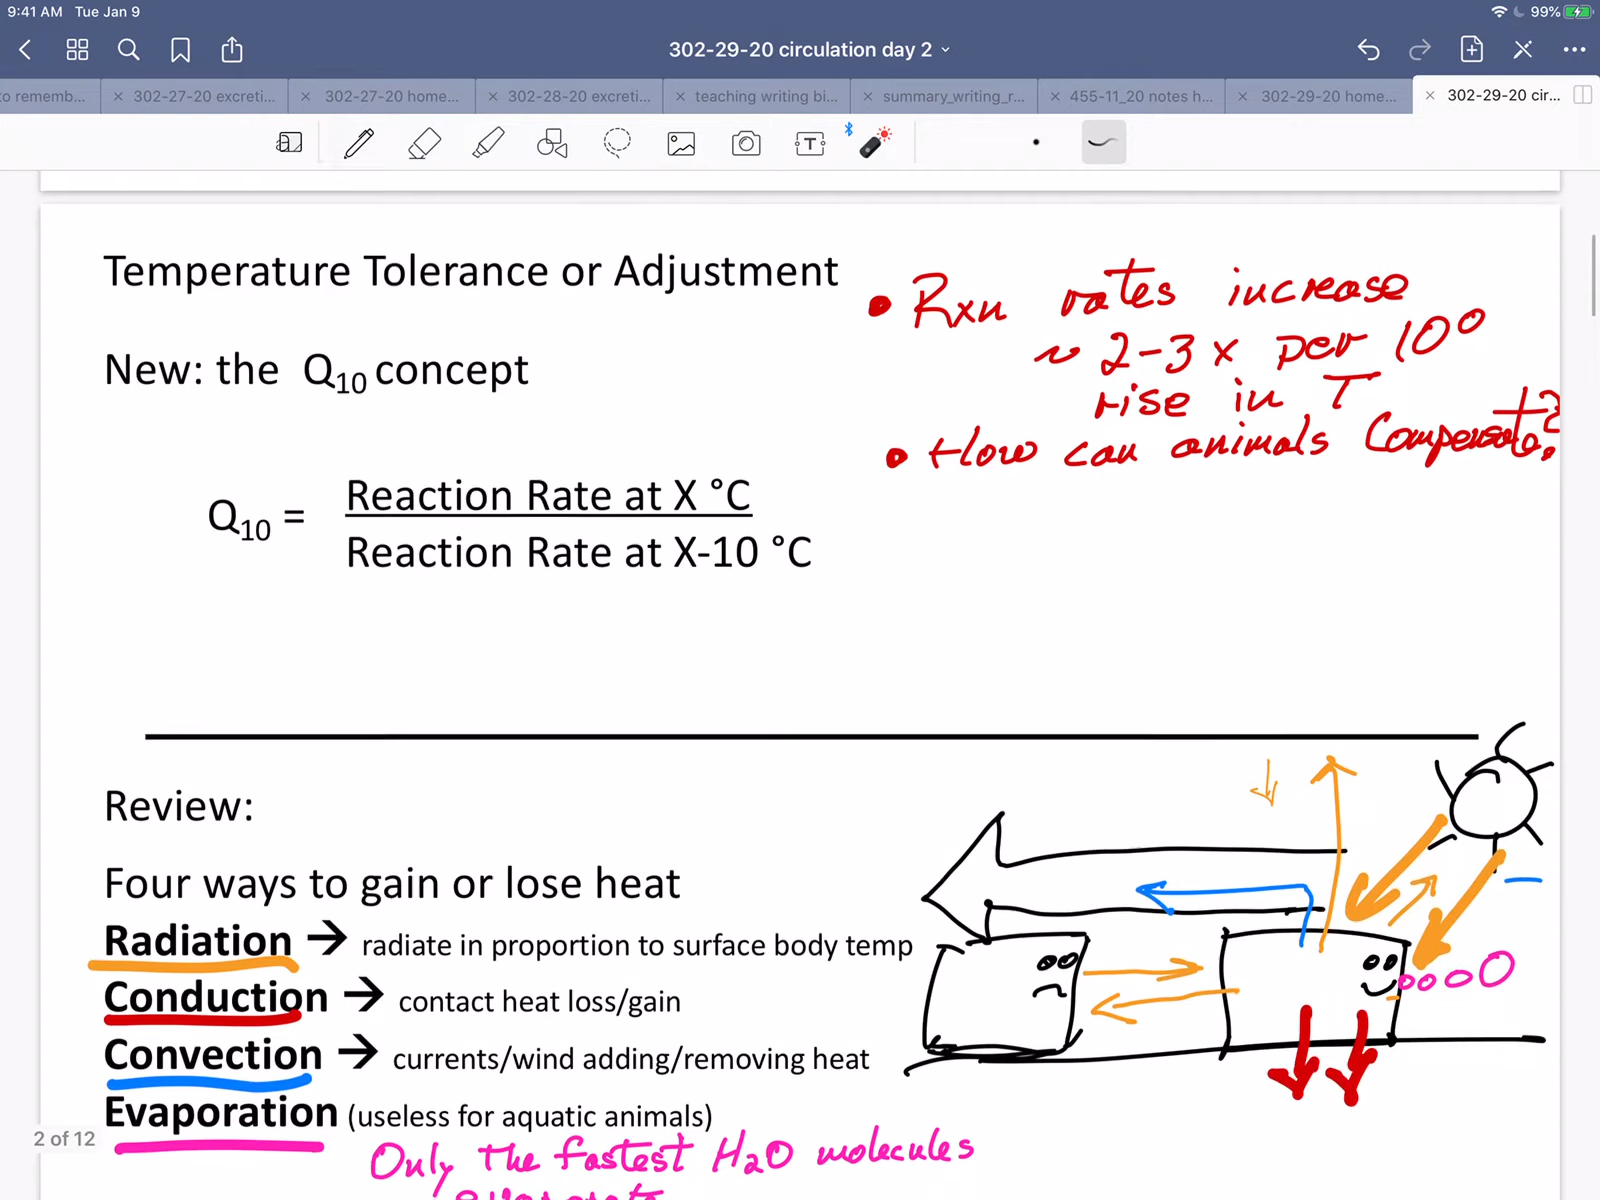 9:41 AM Tue Jan 9
99%
302-29-20 circulation day 2
to rememb...
302-27-20 excreti...
302-27-20 home...
302-28-20 excreti...
teaching writing bi...
summary_writing_r...
455-11_20 notes h...
302-29-20 home...
302-29-20 cir...
T
Temperature Tolerance or Adjustment
• Rxn rates increase
~ 2-3 x per 10°
rise in T
New: the Q10 concept
• How can animals compensate?
Q10 = Reaction Rate at X °C
Reaction Rate at X-10 °C
Review:
Four ways to gain or lose heat
Radiation → radiate in proportion to surface body temp
Conduction → contact heat loss/gain
Convection → currents/wind adding/removing heat
Evaporation (useless for aquatic animals)
2 of 12
Only the fastest H2O molecules
evaporate